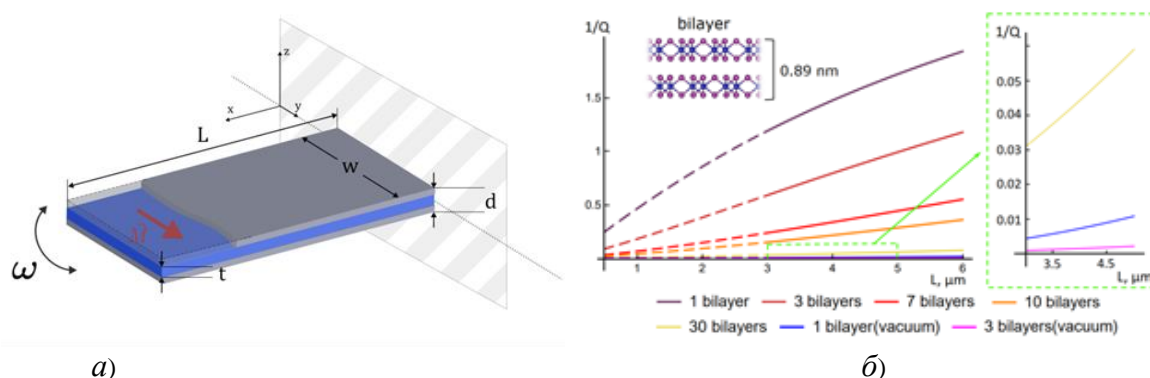 z
x
y
L
w
d
t
ω
а)
1/Q
bilayer
0.89 nm
1.5
1
0.5
1
2
3
4
5
6
L, μm
1/Q
0.05
0.04
0.03
0.02
0.01
3.5
4.5
L, μm
1 bilayer
3 bilayers
7 bilayers
10 bilayers
30 bilayers
1 bilayer(vacuum)
3 bilayers(vacuum)
б)